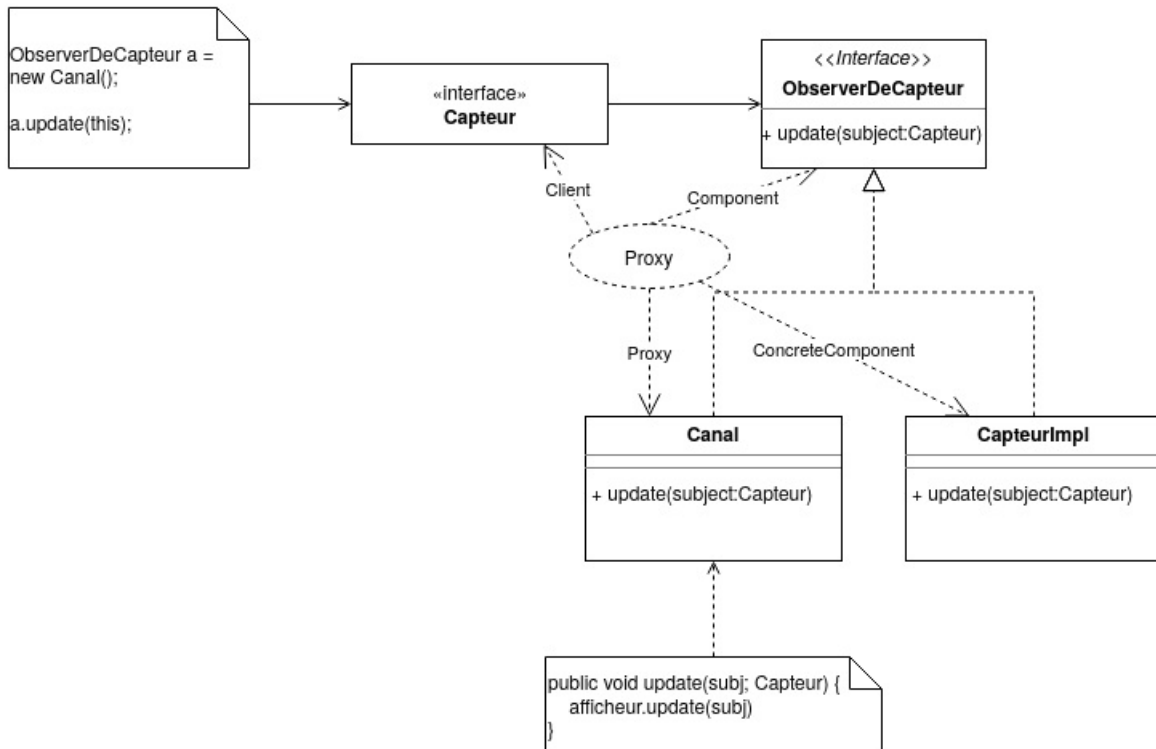 ObserverDeCapteur a =
new Canal();
a.update(this);
«interface»
Capteur
<<Interface>>
ObserverDeCapteur
+ update(subject:Capteur)
Client
Component
Proxy
Proxy
ConcreteComponent
Canal
+ update(subject:Capteur)
CapteurImpl
+ update(subject:Capteur)
public void update(subj; Capteur) {
afficheur.update(subj)
}